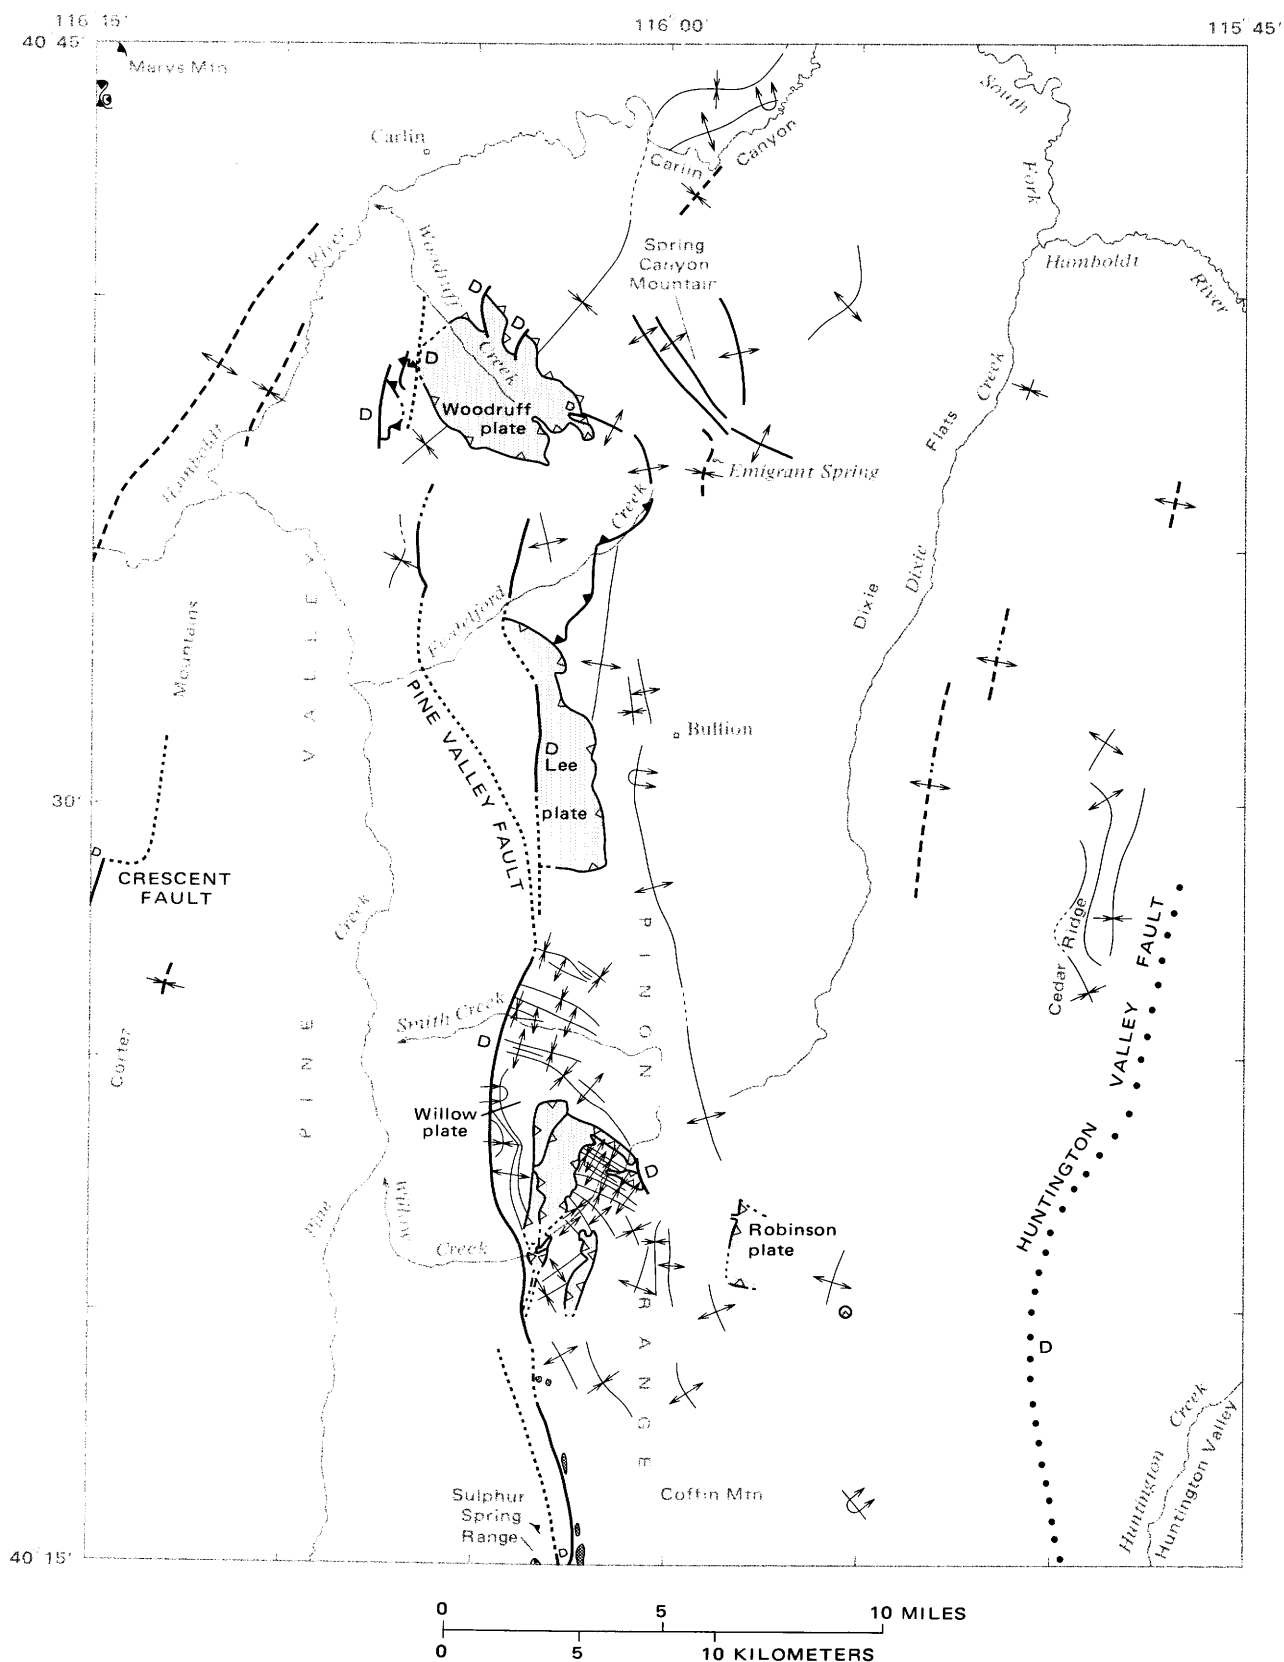 116°15'
116°00'
115°45'
40°45'
Marys Mtn
South
Fork
Carlin
Carlin Canyon
Humboldt
River
River
Woodruff
Creek
Spring
Canyon
Mountain
D
D
D
D
D
Woodruff
plate
Humboldt
Emigrant Spring
Creek
Flats
Dixie
Dixie
Creek
Mountains
VALLEY
PINE VALLEY FAULT
Bullion
D
Lee
plate
30'
D
CRESCENT
FAULT
Creek
PINON
Cedar Ridge
HUNTINGTON VALLEY FAULT
Smith Creek
D
Cortez
PINE
Willow
plate
D
Pine
Willow
Creek
Robinson
plate
RANGE
D
Creek
Huntington
Huntington Valley
Sulphur
Spring
Range
Coffin Mtn
D
40°15'
0 5 10 MILES
0 5 10 KILOMETERS